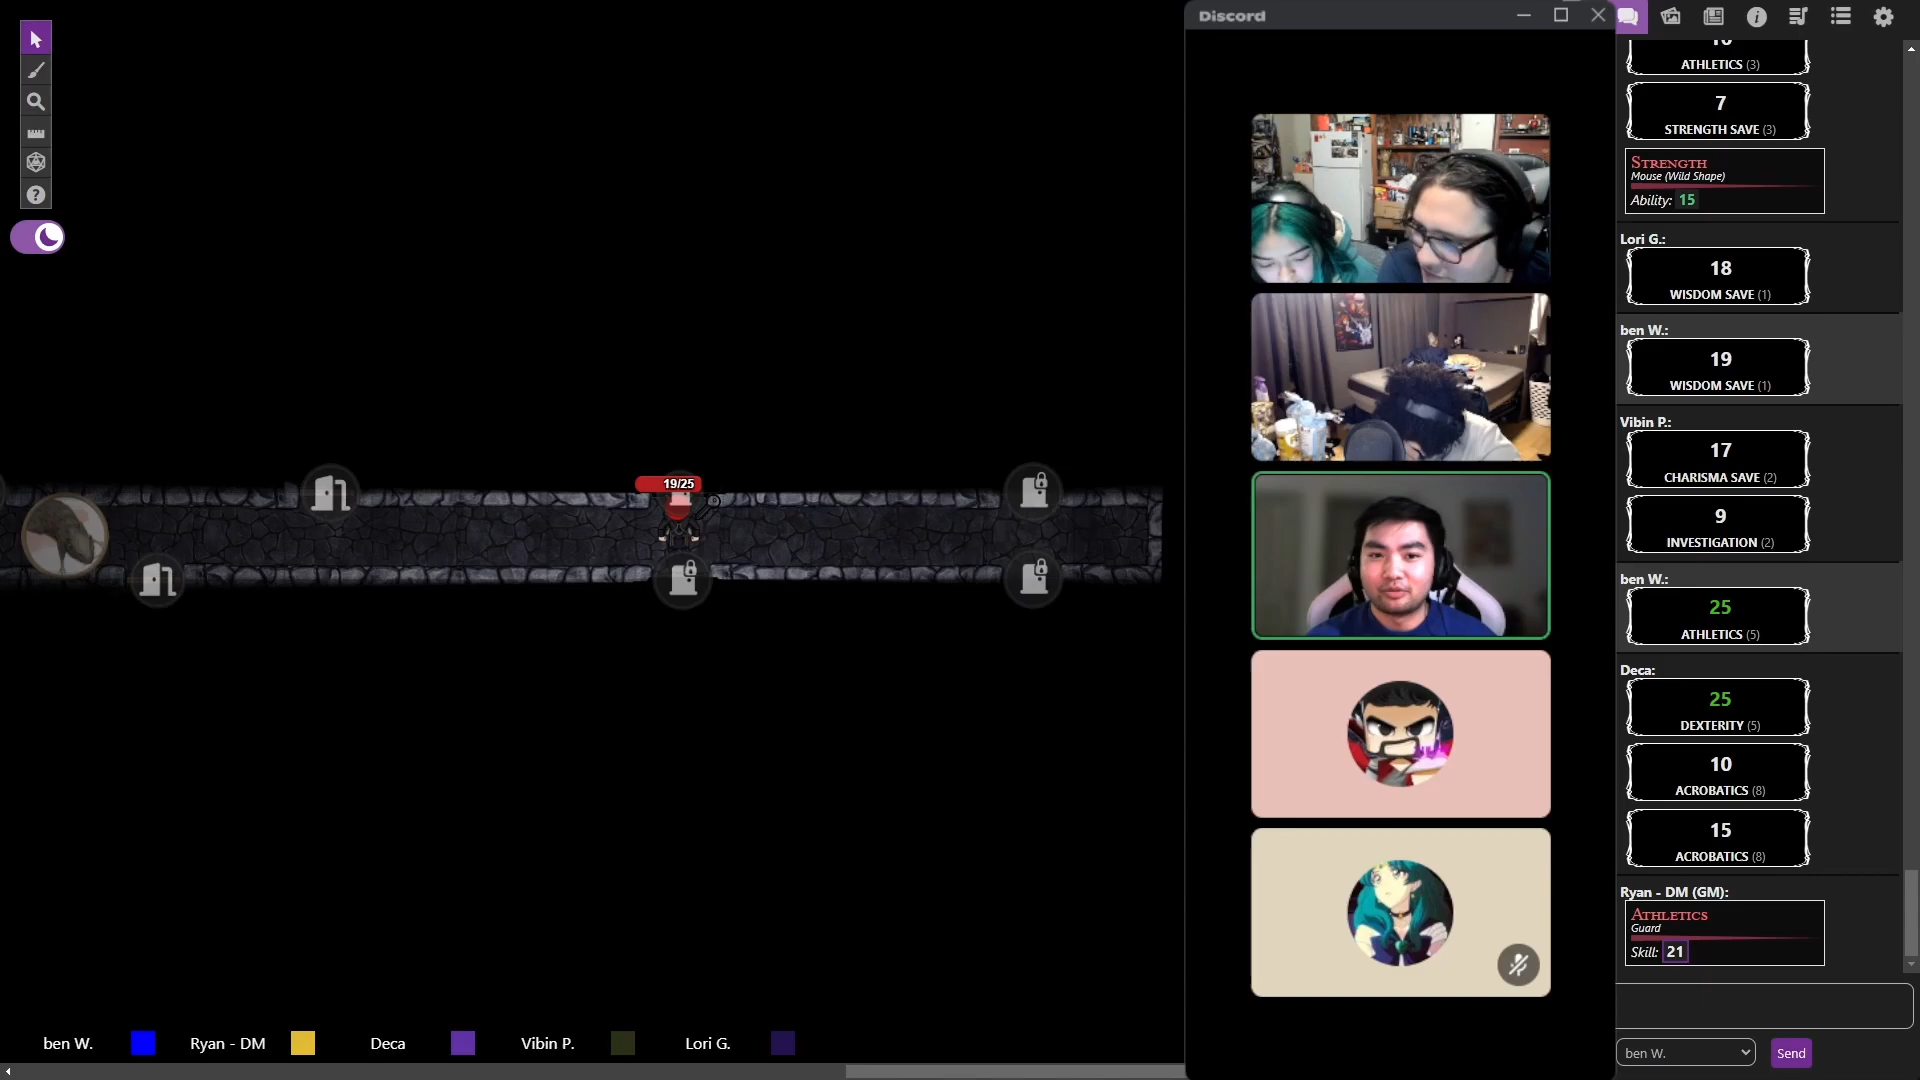 Discord
ATHLETICS (3)
7
STRENGTH SAVE (3)
STRENGTH
Mouse (Wild Shape)
Ability: 15
Lori G.:
18
WISDOM SAVE (1)
ben W.:
19
WISDOM SAVE (1)
Vibin P.:
17
CHARISMA SAVE (2)
9
INVESTIGATION (2)
ben W.:
25
ATHLETICS (5)
Deca:
25
DEXTERITY (5)
10
ACROBATICS (8)
15
ACROBATICS (8)
Ryan - DM (GM):
ATHLETICS
Guard
Skill: 21
19/25
ben W. Ryan - DM Deca Vibin P. Lori G.
ben W. Send